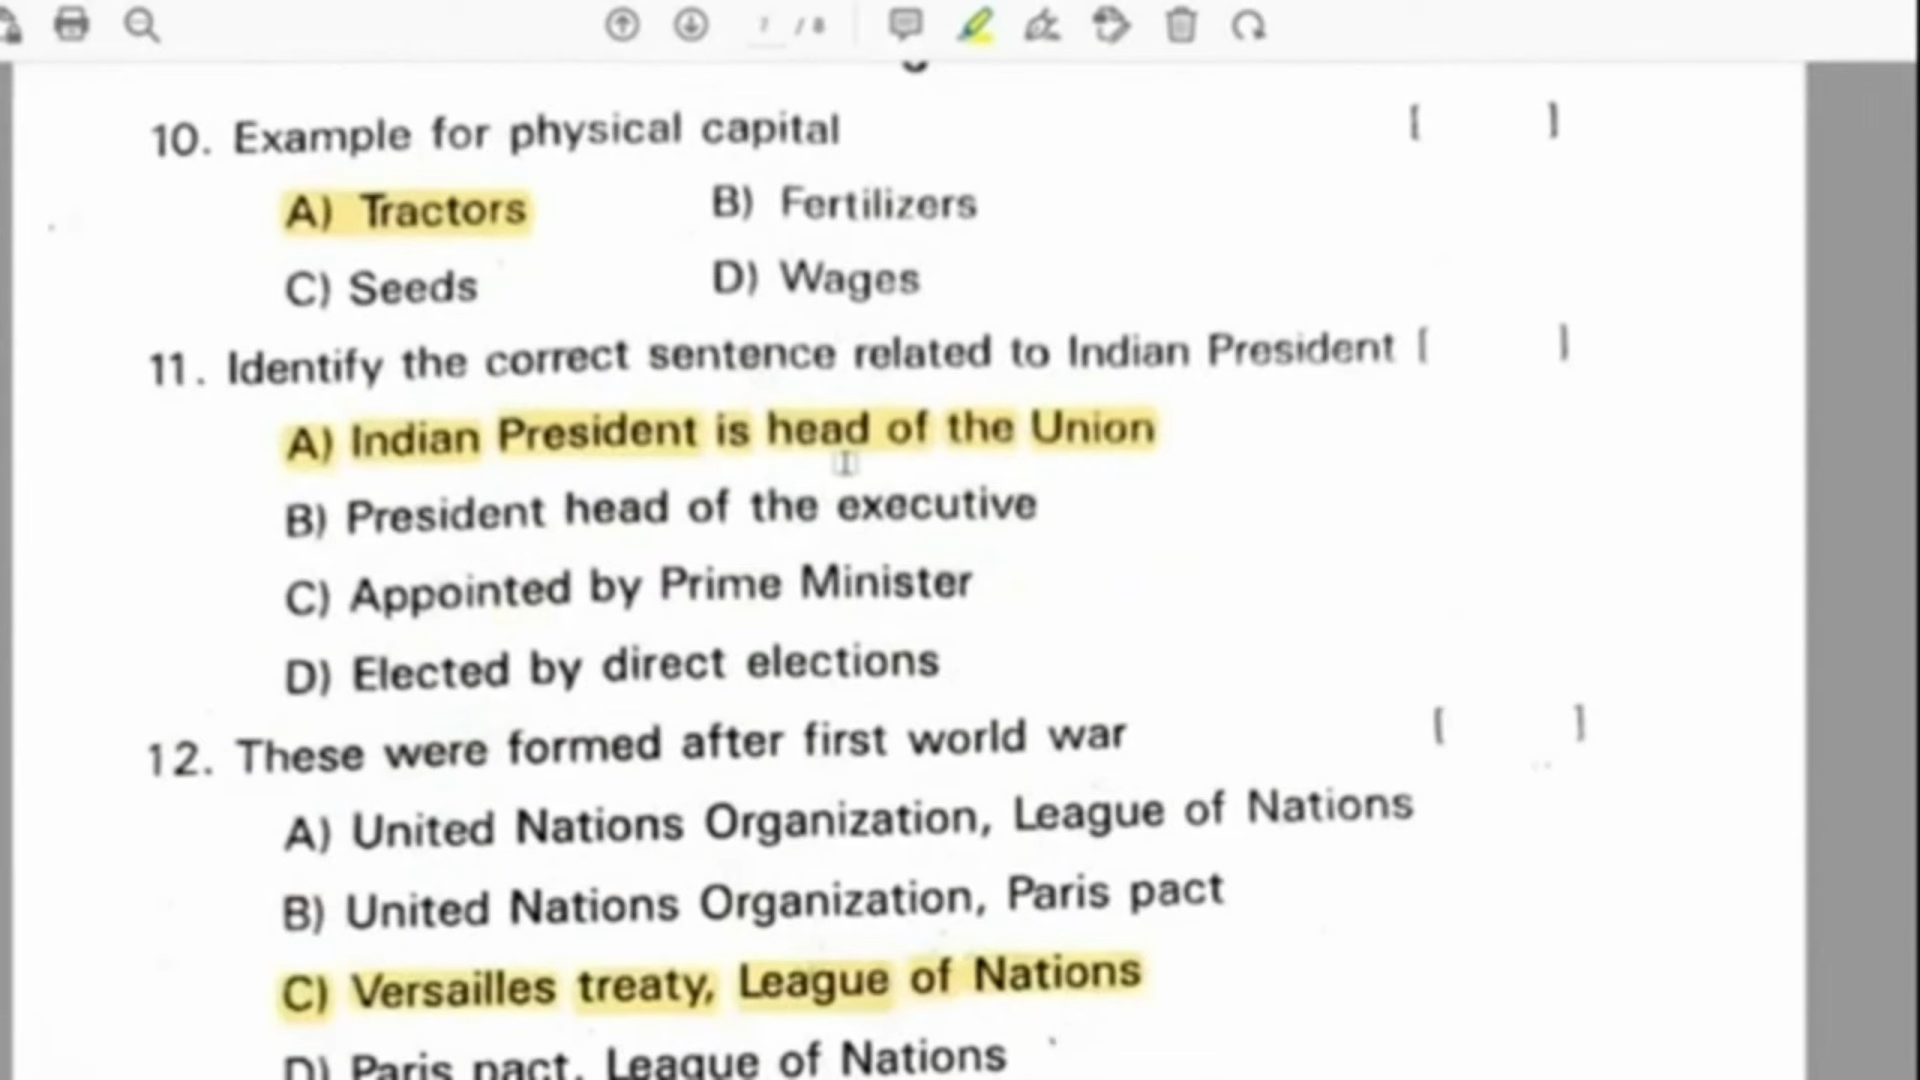 / 8
10. Example for physical capital [ ]
A) Tractors B) Fertilizers
C) Seeds D) Wages
11. Identify the correct sentence related to Indian President [ ]
A) Indian President is head of the Union
B) President head of the executive
C) Appointed by Prime Minister
D) Elected by direct elections
12. These were formed after first world war [ ]
A) United Nations Organization, League of Nations
B) United Nations Organization, Paris pact
C) Versailles treaty, League of Nations
D) Paris pact, League of Nations